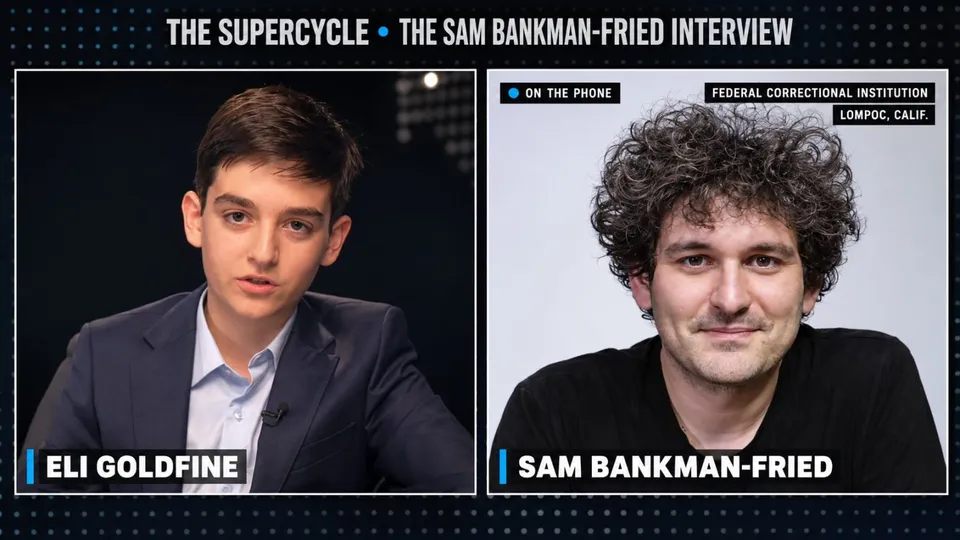 THE SUPERCYCLE • THE SAM BANKMAN-FRIED INTERVIEW
ON THE PHONE
FEDERAL CORRECTIONAL INSTITUTION
LOMPOC, CALIF.
ELI GOLDFINE
SAM BANKMAN-FRIED